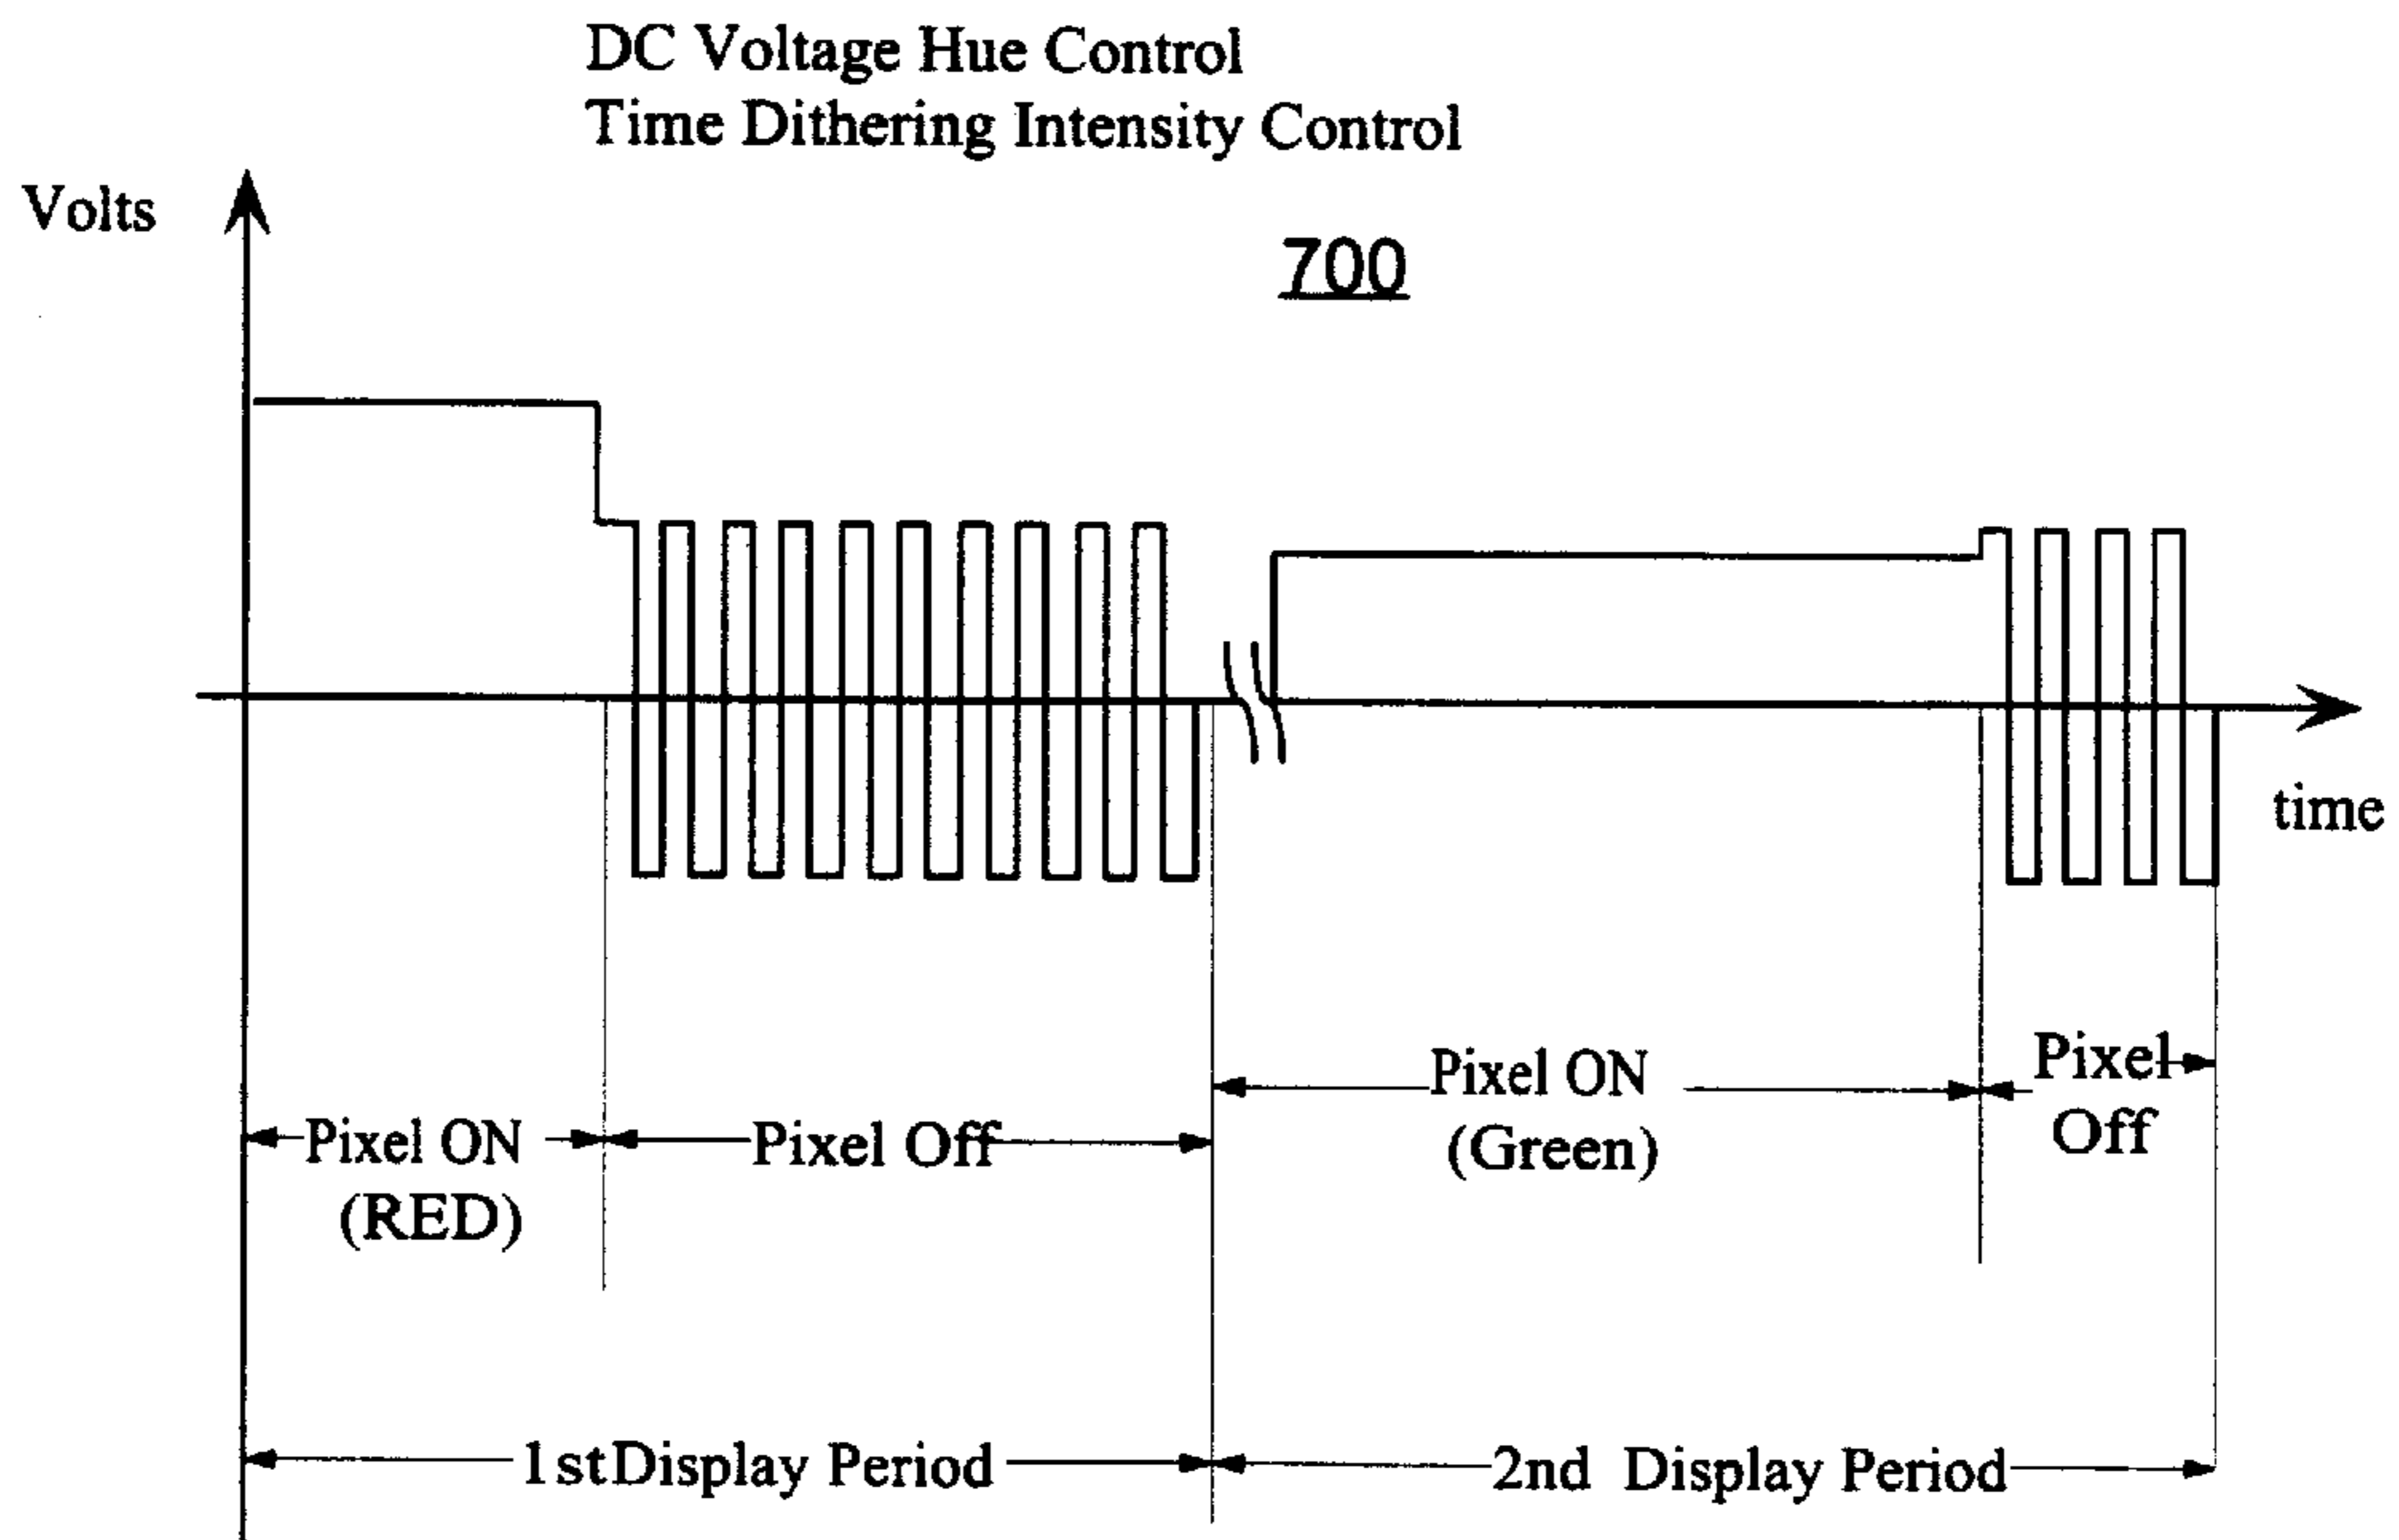 DC Voltage Hue Control
Time Dithering Intensity Control
Volts
700
time
Pixel ON
(RED)
Pixel Off
Pixel ON
(Green)
Pixel
Off
1stDisplay Period
2nd Display Period